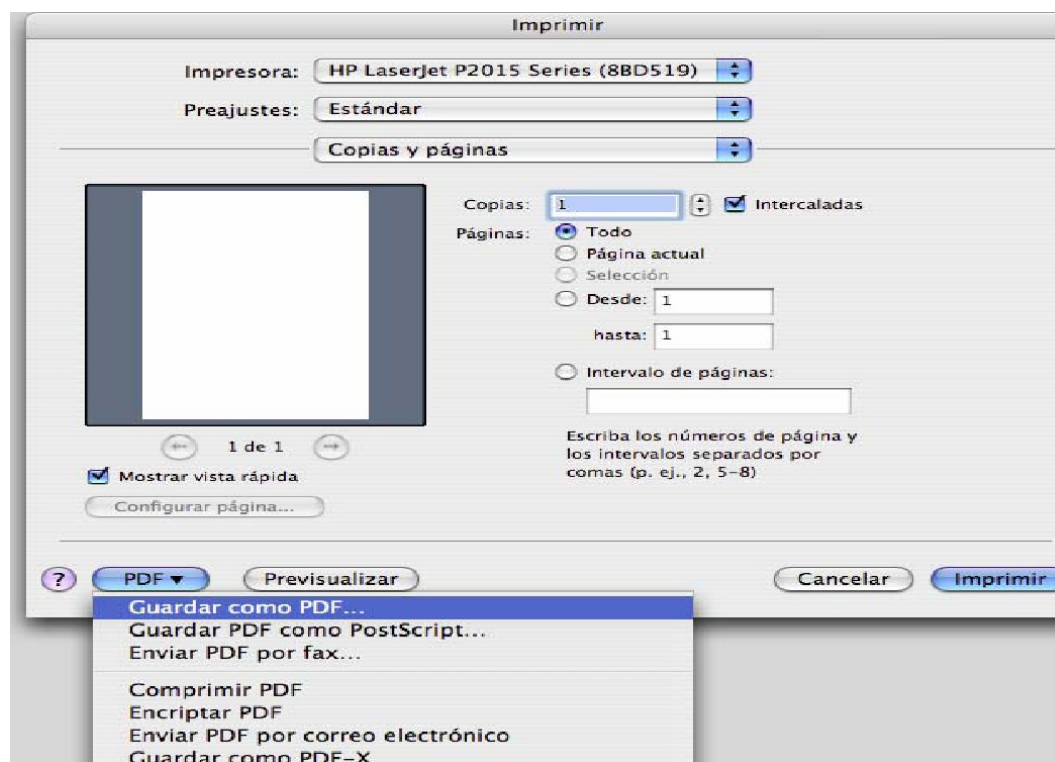 Imprimir
Impresora: HP LaserJet P2015 Series (8BD519)
Preajustes: Estándar
Copias y páginas
Copias: 1 Intercaladas
Páginas: Todo
Página actual
Selección
Desde: 1
hasta: 1
Intervalo de páginas:
Escriba los números de página y
los intervalos separados por
comas (p. ej., 2, 5-8)
1 de 1
Mostrar vista rápida
Configurar página...
? PDF Previsualizar Cancelar Imprimir
Guardar como PDF...
Guardar PDF como PostScript...
Enviar PDF por fax...
Comprimir PDF
Encriptar PDF
Enviar PDF por correo electrónico
Guardar como PDF-X